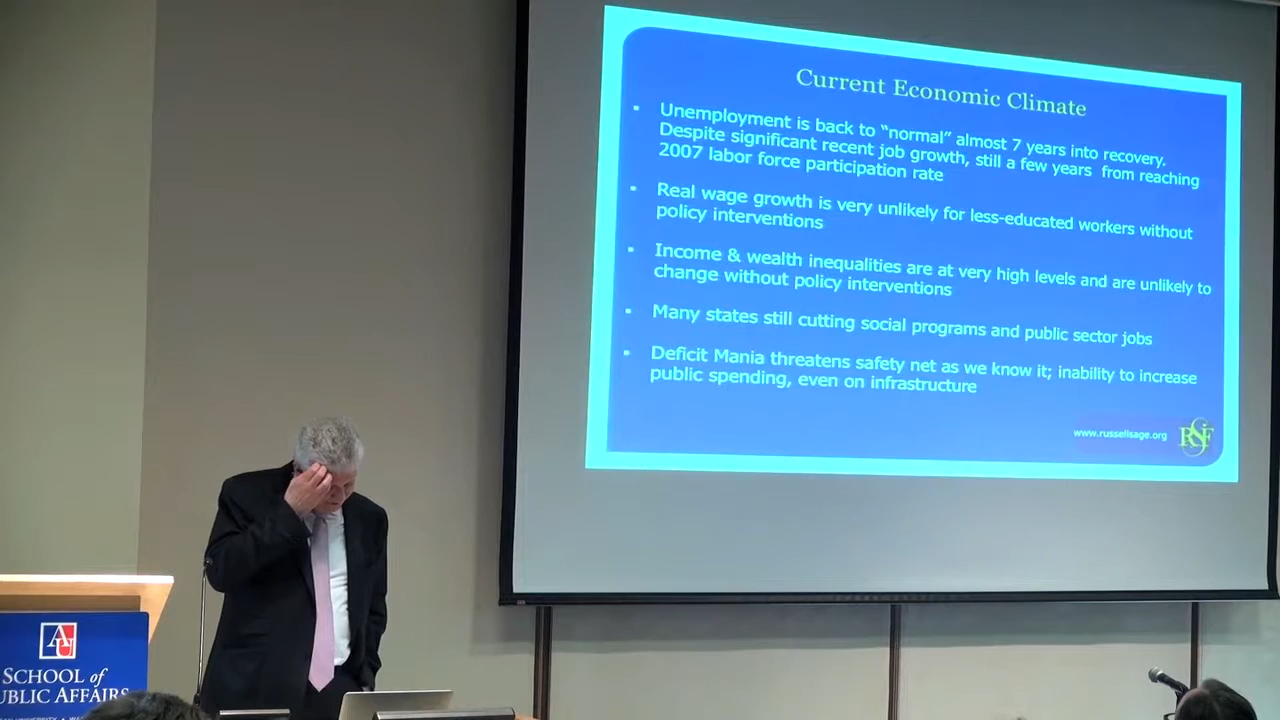 Current Economic Climate
▪ Unemployment is back to “normal” almost 7 years into recovery.
Despite significant recent job growth, still a few years from reaching
2007 labor force participation rate
▪ Real wage growth is very unlikely for less-educated workers without
policy interventions
▪ Income & wealth inequalities are at very high levels and are unlikely to
change without policy interventions
▪ Many states still cutting social programs and public sector jobs
▪ Deficit Mania threatens safety net as we know it; inability to increase
public spending, even on infrastructure
www.russellsage.org
RSF
AU
SCHOOL of
UBLIC AFFAIRS